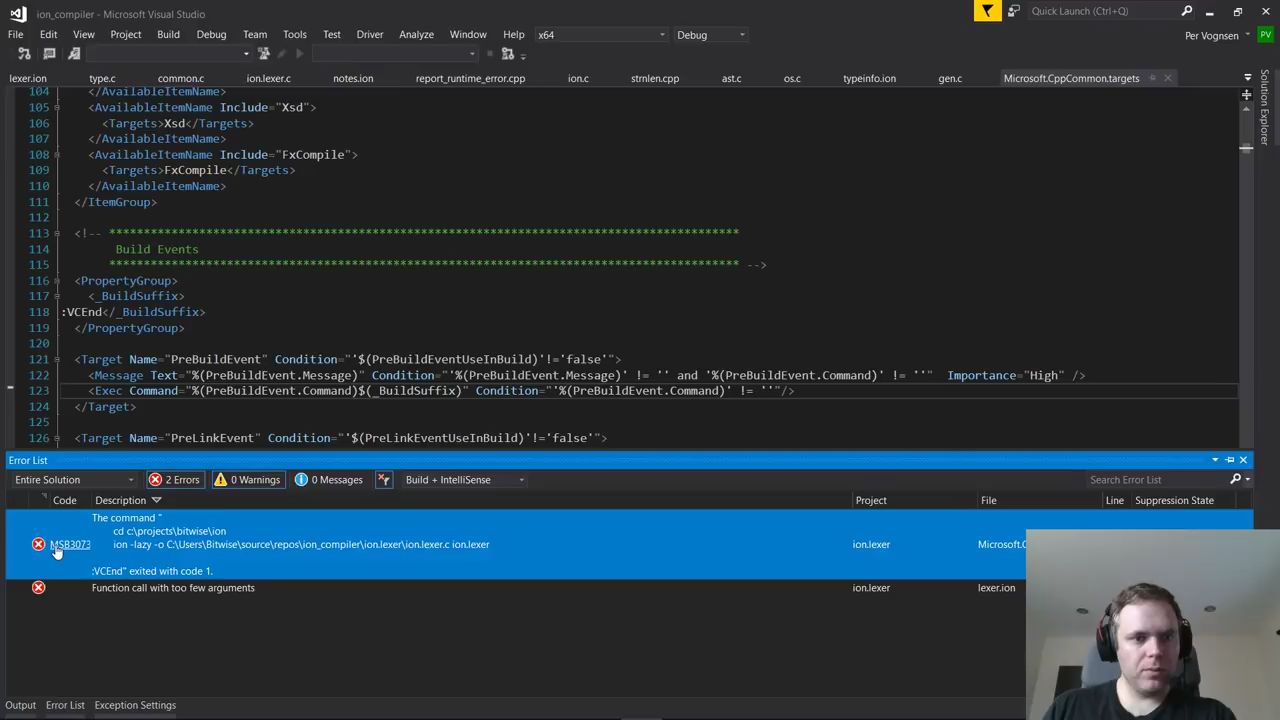 ion_compiler - Microsoft Visual Studio
Quick Launch (Ctrl+Q)
File Edit View Project Build Debug Team Tools Test Driver Analyze Window Help x64 Debug
Per Vognsen PV
lexer.ion type.c common.c ion.lexer.c notes.ion report_runtime_error.cpp ion.c strnlen.cpp ast.c os.c typeinfo.ion gen.c Microsoft.CppCommon.targets
Solution Explorer
104 </AvailableItemName>
105 <AvailableItemName Include="Xsd">
106 <Targets>Xsd</Targets>
107 </AvailableItemName>
108 <AvailableItemName Include="FxCompile">
109 <Targets>FxCompile</Targets>
110 </AvailableItemName>
111 </ItemGroup>
112
113 <!-- ****************************************************************************************
114 Build Events
115 **************************************************************************************** -->
116 <PropertyGroup>
117 <_BuildSuffix>
118 :VCEnd</_BuildSuffix>
119 </PropertyGroup>
120
121 <Target Name="PreBuildEvent" Condition="'$(PreBuildEventUseInBuild)'!='false'">
122 <Message Text="%(PreBuildEvent.Message)" Condition="'%(PreBuildEvent.Message)' != '' and '%(PreBuildEvent.Command)' != ''" Importance="High" />
123 <Exec Command="%(PreBuildEvent.Command)$(_BuildSuffix)" Condition="'%(PreBuildEvent.Command)' != ''"/>
124 </Target>
125
126 <Target Name="PreLinkEvent" Condition="'$(PreLinkEventUseInBuild)'!='false'">
Error List
Entire Solution 2 Errors 0 Warnings 0 Messages Build + IntelliSense Search Error List
Code Description Project File Line Suppression State
The command "
cd c:\projects\bitwise\ion
MSB3073 ion -lazy -o C:\Users\Bitwise\source\repos\ion_compiler\ion.lexer\ion.lexer.c ion.lexer ion.lexer Microsoft.C
:VCEnd" exited with code 1.
Function call with too few arguments ion.lexer lexer.ion
Output Error List Exception Settings